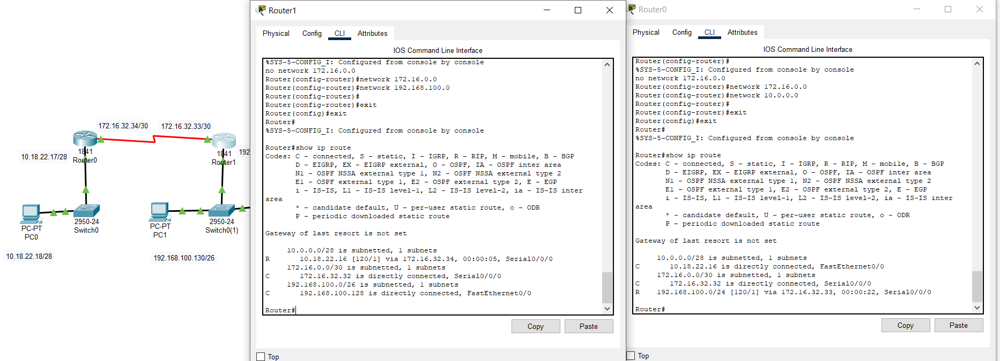 172.16.32.34/30
172.16.32.33/30
10.18.22.17/28
1841
Router0
1841
Router1
192
PC-PT
PC0
2950-24
Switch0
PC-PT
PC1
2950-24
Switch0(1)
10.18.22.18/28
192.168.100.130/26
Router1
Physical Config CLI Attributes
IOS Command Line Interface
%SYS-5-CONFIG_I: Configured from console by console
no network 172.16.0.0
Router(config-router)#network 172.16.0.0
Router(config-router)#network 192.168.100.0
Router(config-router)#
Router(config-router)#exit
Router(config)#exit
Router#
%SYS-5-CONFIG_I: Configured from console by console
Router#show ip route
Codes: C - connected, S - static, I - IGRP, R - RIP, M - mobile, B - BGP
D - EIGRP, EX - EIGRP external, O - OSPF, IA - OSPF inter area
N1 - OSPF NSSA external type 1, N2 - OSPF NSSA external type 2
E1 - OSPF external type 1, E2 - OSPF external type 2, E - EGP
i - IS-IS, L1 - IS-IS level-1, L2 - IS-IS level-2, ia - IS-IS inter
area
* - candidate default, U - per-user static route, o - ODR
P - periodic downloaded static route
Gateway of last resort is not set
10.0.0.0/28 is subnetted, 1 subnets
R 10.18.22.16 [120/1] via 172.16.32.34, 00:00:05, Serial0/0/0
172.16.0.0/30 is subnetted, 1 subnets
C 172.16.32.32 is directly connected, Serial0/0/0
192.168.100.0/26 is subnetted, 1 subnets
C 192.168.100.128 is directly connected, FastEthernet0/0
Router#
Copy Paste
Top
Router0
Physical Config CLI Attributes
IOS Command Line Interface
Router(config-router)#
%SYS-5-CONFIG_I: Configured from console by console
no network 172.16.0.0
Router(config-router)#network 172.16.0.0
Router(config-router)#network 10.0.0.0
Router(config-router)#
Router(config-router)#exit
Router(config)#exit
Router#
%SYS-5-CONFIG_I: Configured from console by console
Router#show ip route
Codes: C - connected, S - static, I - IGRP, R - RIP, M - mobile, B - BGP
D - EIGRP, EX - EIGRP external, O - OSPF, IA - OSPF inter area
N1 - OSPF NSSA external type 1, N2 - OSPF NSSA external type 2
E1 - OSPF external type 1, E2 - OSPF external type 2, E - EGP
i - IS-IS, L1 - IS-IS level-1, L2 - IS-IS level-2, ia - IS-IS inter
area
* - candidate default, U - per-user static route, o - ODR
P - periodic downloaded static route
Gateway of last resort is not set
10.0.0.0/28 is subnetted, 1 subnets
C 10.18.22.16 is directly connected, FastEthernet0/0
172.16.0.0/30 is subnetted, 1 subnets
C 172.16.32.32 is directly connected, Serial0/0/0
R 192.168.100.0/24 [120/1] via 172.16.32.33, 00:00:22, Serial0/0/0
Router#
Copy Paste
Top